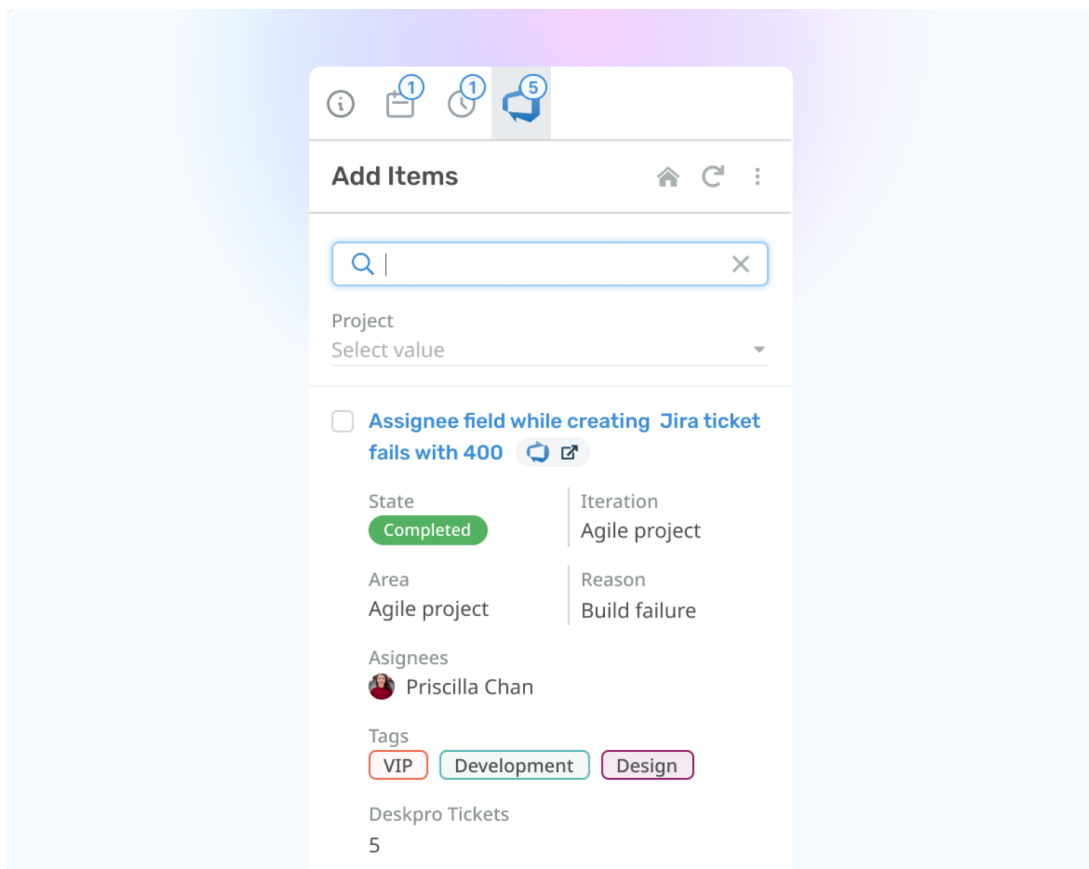 1 1 5
Add Items
Project
Select value
Assignee field while creating Jira ticket
fails with 400
State Iteration
Completed Agile project
Area Reason
Agile project Build failure
Asignees
Priscilla Chan
Tags
VIP Development Design
Deskpro Tickets
5